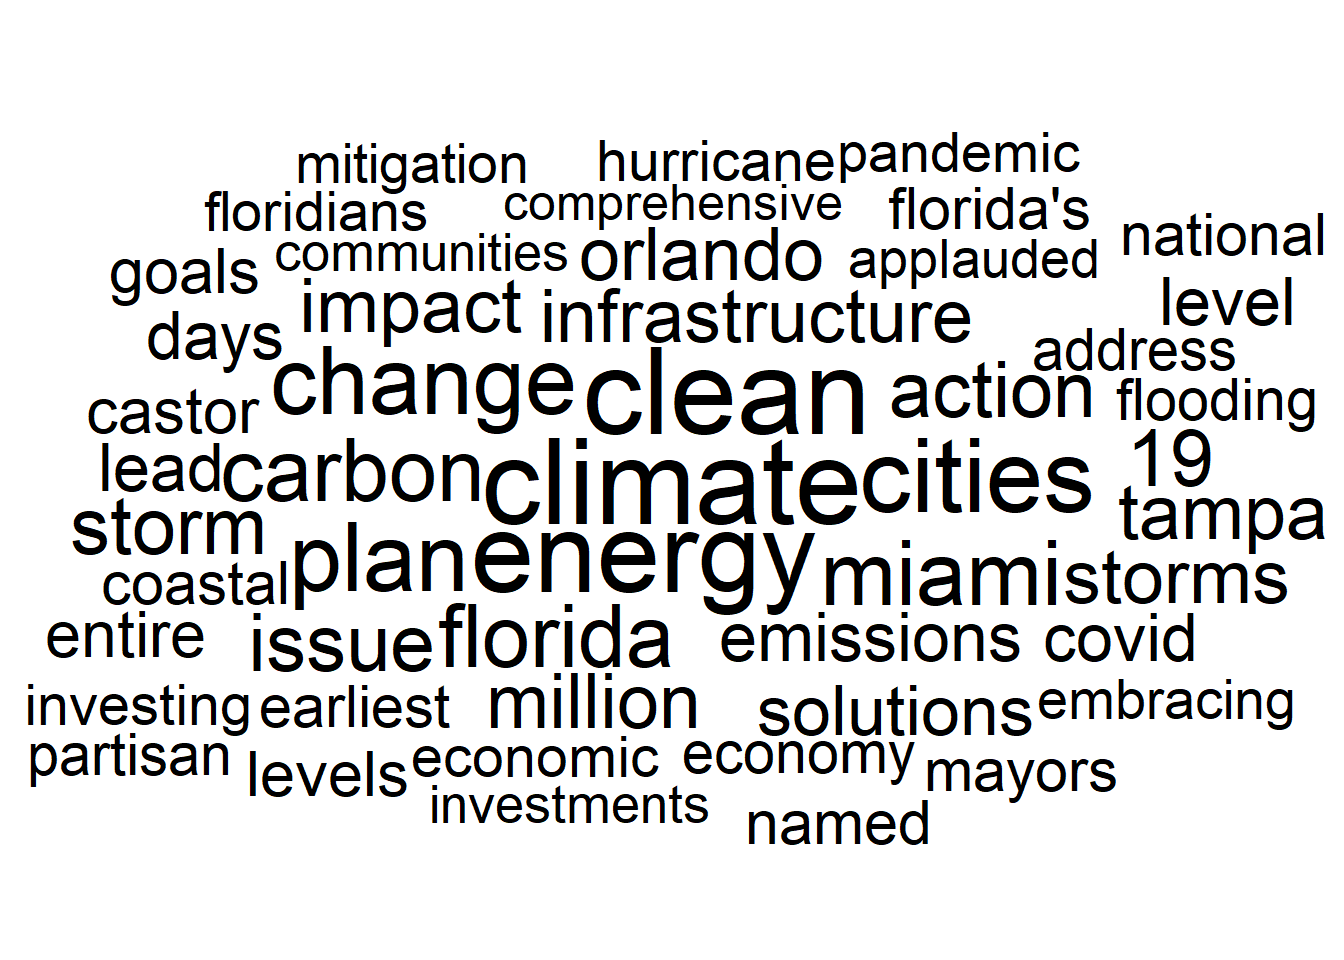 mitigation hurricane pandemic
floridians comprehensive florida's
goals communities orlando applauded national
days impact infrastructure level
castor change clean action address
flooding
lead carbon climate cities 19
storm plan energy miami storms tampa
coastal
entire issue florida emissions covid
investing earliest million solutions embracing
partisan levels economic economy mayors
investments named